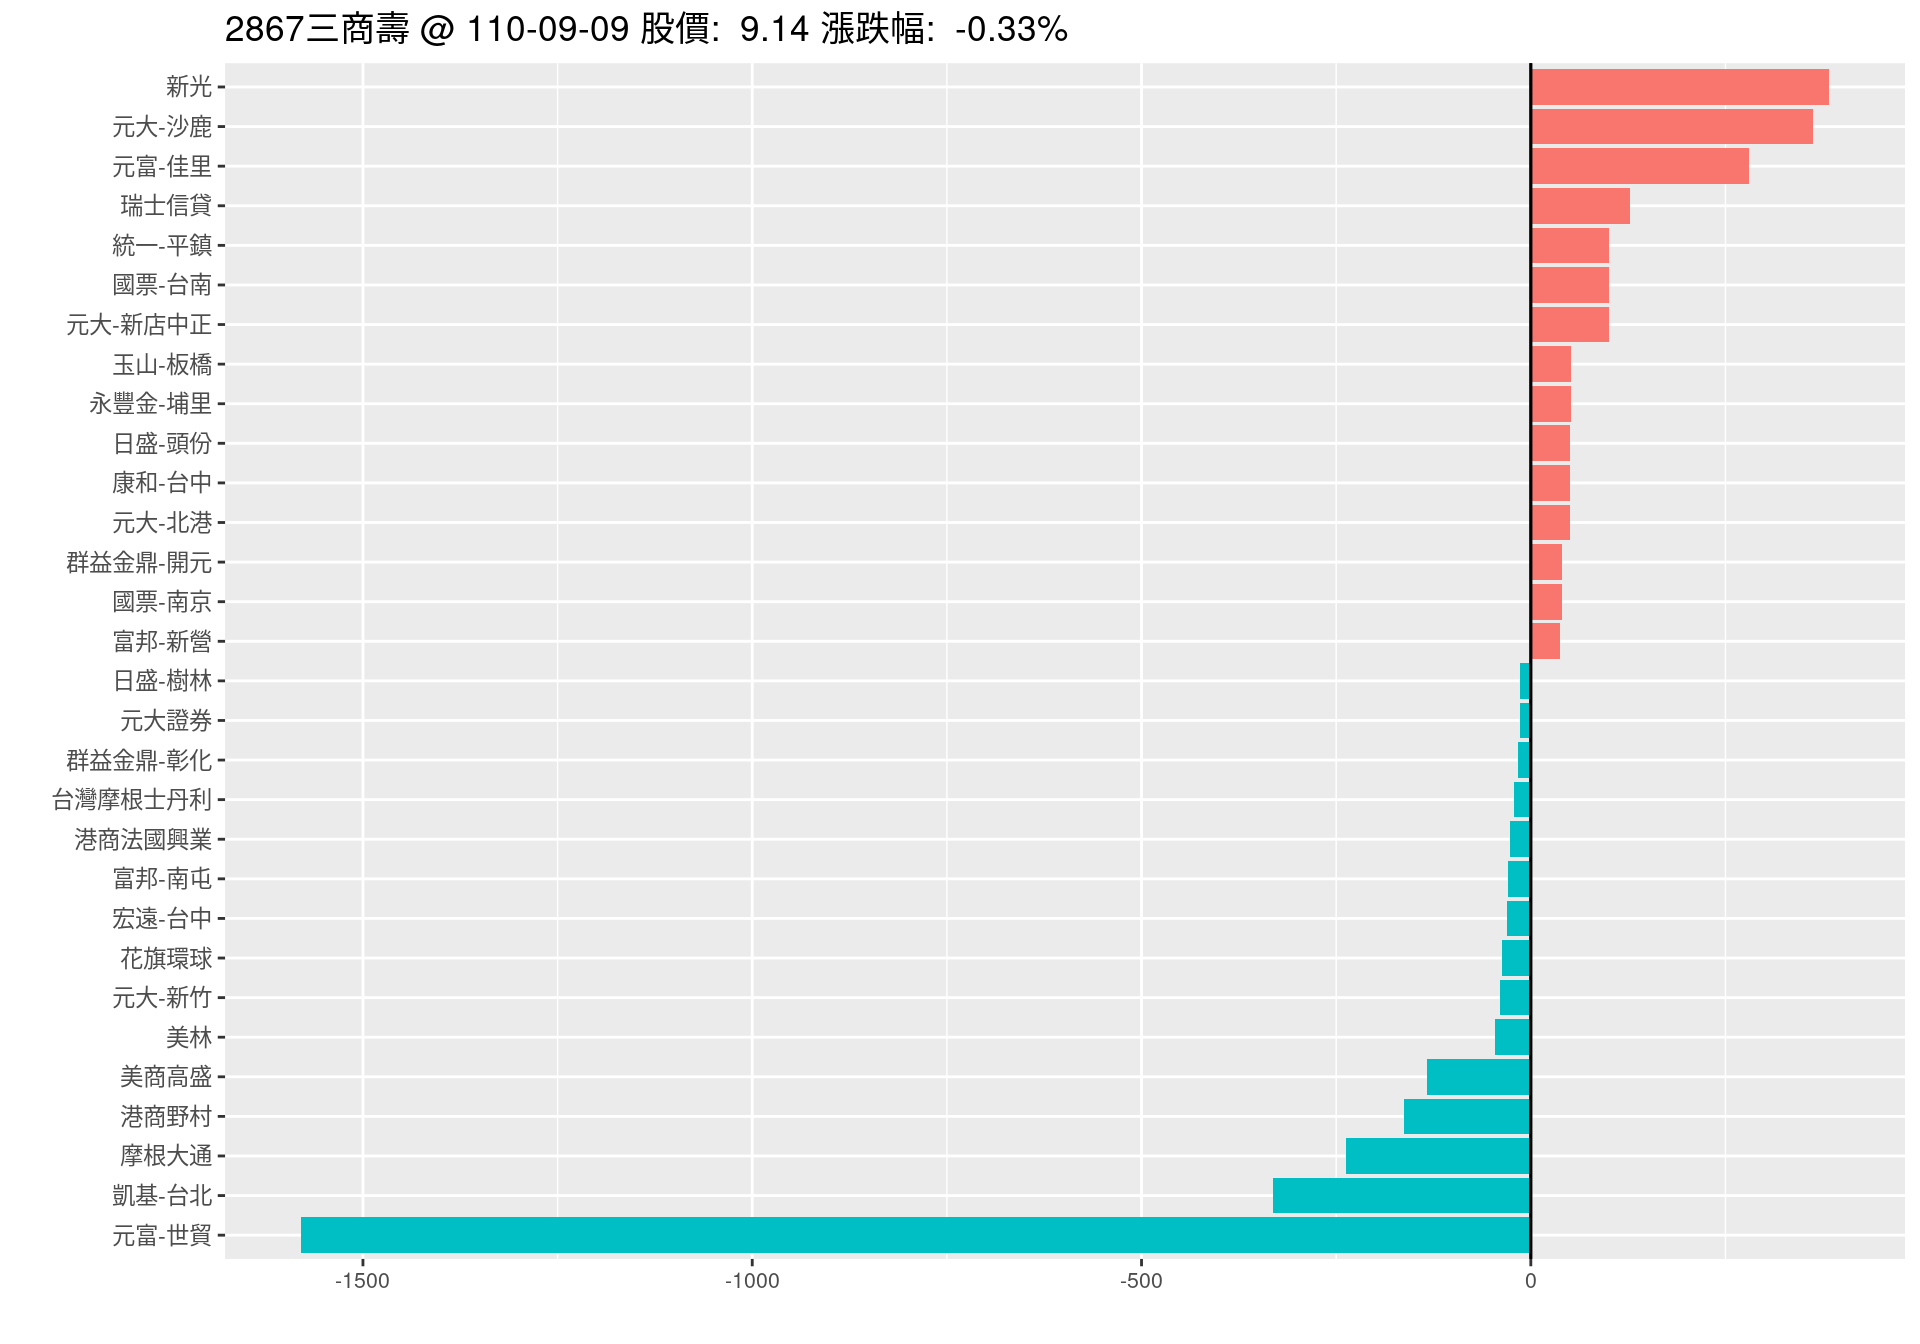 2867三商壽 @ 110-09-09 股價:  9.14 漲跌幅:  -0.33%
新光
元大-沙鹿
元富-佳里
瑞士信貸
統一-平鎮
國票-台南
元大-新店中正
玉山-板橋
永豐金-埔里
日盛-頭份
康和-台中
元大-北港
群益金鼎-開元
國票-南京
富邦-新營
日盛-樹林
元大證券
群益金鼎-彰化
台灣摩根士丹利
港商法國興業
富邦-南屯
宏遠-台中
花旗環球
元大-新竹
美林
美商高盛
港商野村
摩根大通
凱基-台北
元富-世貿
-1500 -1000 -500 0